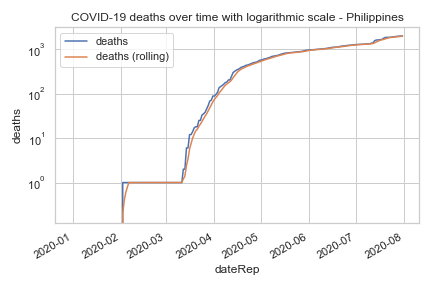 COVID-19 deaths over time with logarithmic scale - Philippines
deaths
deaths (rolling)
10³
10²
10¹
10⁰
deaths
2020-01
2020-02
2020-03
2020-04
2020-05
2020-06
2020-07
2020-08
dateRep